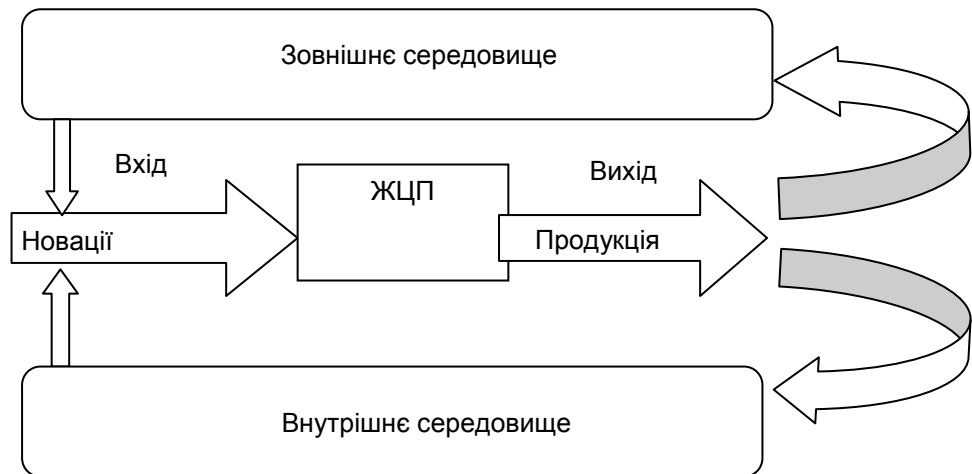 Зовнішнє середовище
Вхід
Вихід
ЖЦП
Новації
Продукція
Внутрішнє середовище